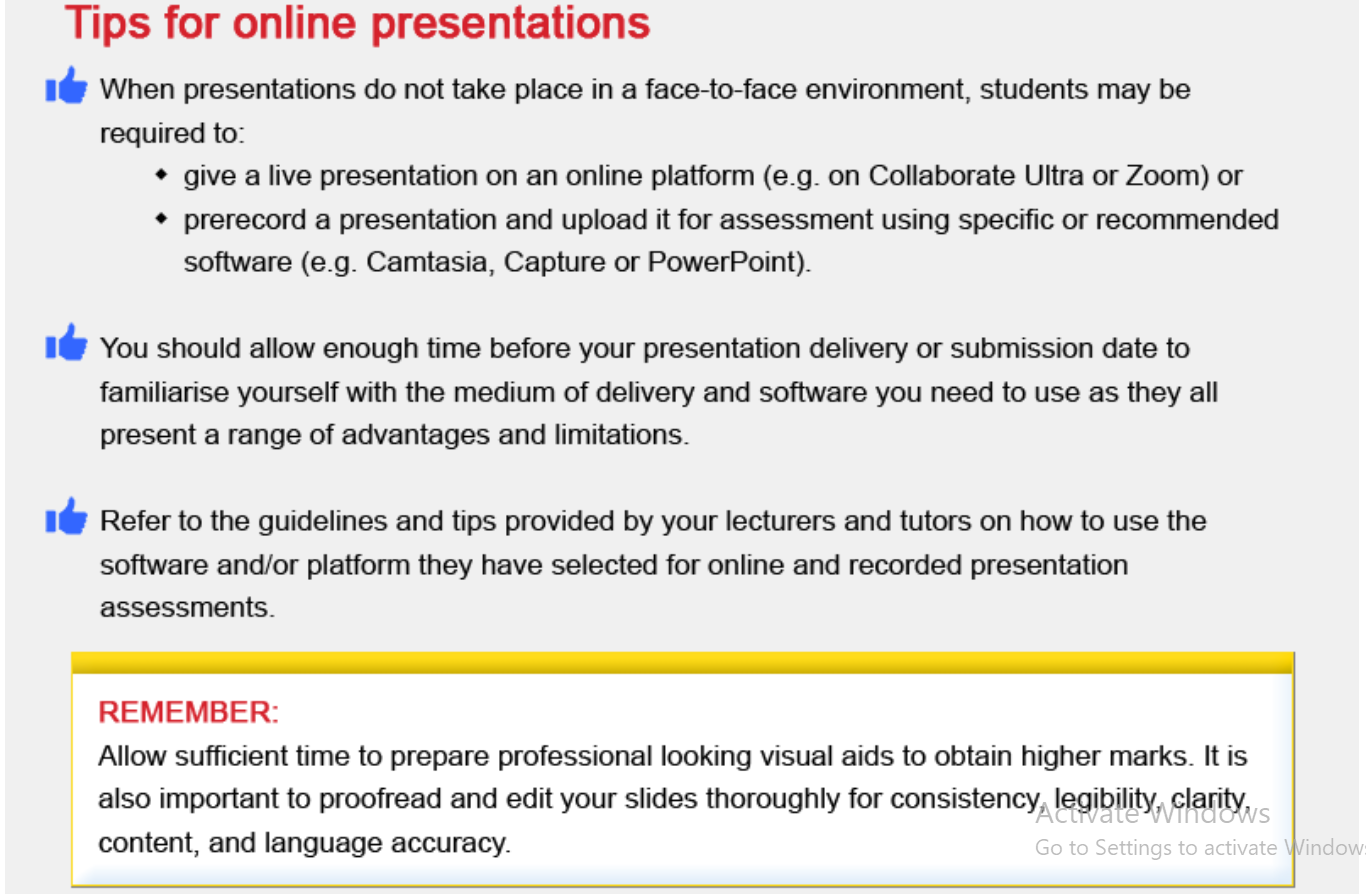 Tips for online presentations
When presentations do not take place in a face-to-face environment, students may be
required to:
give a live presentation on an online platform (e.g. on Collaborate Ultra or Zoom) or
prerecord a presentation and upload it for assessment using specific or recommended
software (e.g. Camtasia, Capture or PowerPoint).
You should allow enough time before your presentation delivery or submission date to
familiarise yourself with the medium of delivery and software you need to use as they all
present a range of advantages and limitations.
Refer to the guidelines and tips provided by your lecturers and tutors on how to use the
software and/or platform they have selected for online and recorded presentation
assessments.
REMEMBER:
Allow sufficient time to prepare professional looking visual aids to obtain higher marks. It is
also important to proofread and edit your slides thoroughly for consistency, legibility, clarity,
content, and language accuracy.
Activate Windows
Go to Settings to activate Windows